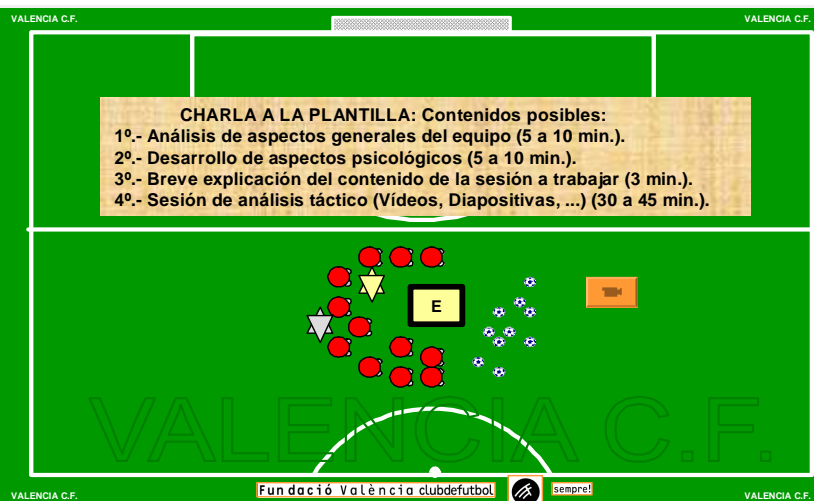 VALENCIA C.F. VALENCIA C.F.
CHARLA A LA PLANTILLA: Contenidos posibles:
1º.- Análisis de aspectos generales del equipo (5 a 10 min.).
2º.- Desarrollo de aspectos psicológicos (5 a 10 min.).
3º.- Breve explicación del contenido de la sesión a trabajar (3 min.).
4º.- Sesión de análisis táctico (Vídeos, Diapositivas, ...) (30 a 45 min.).
E
VALENCIA C.F.
VALENCIA C.F. Fundació València clubdefutbol sempre! VALENCIA C.F.